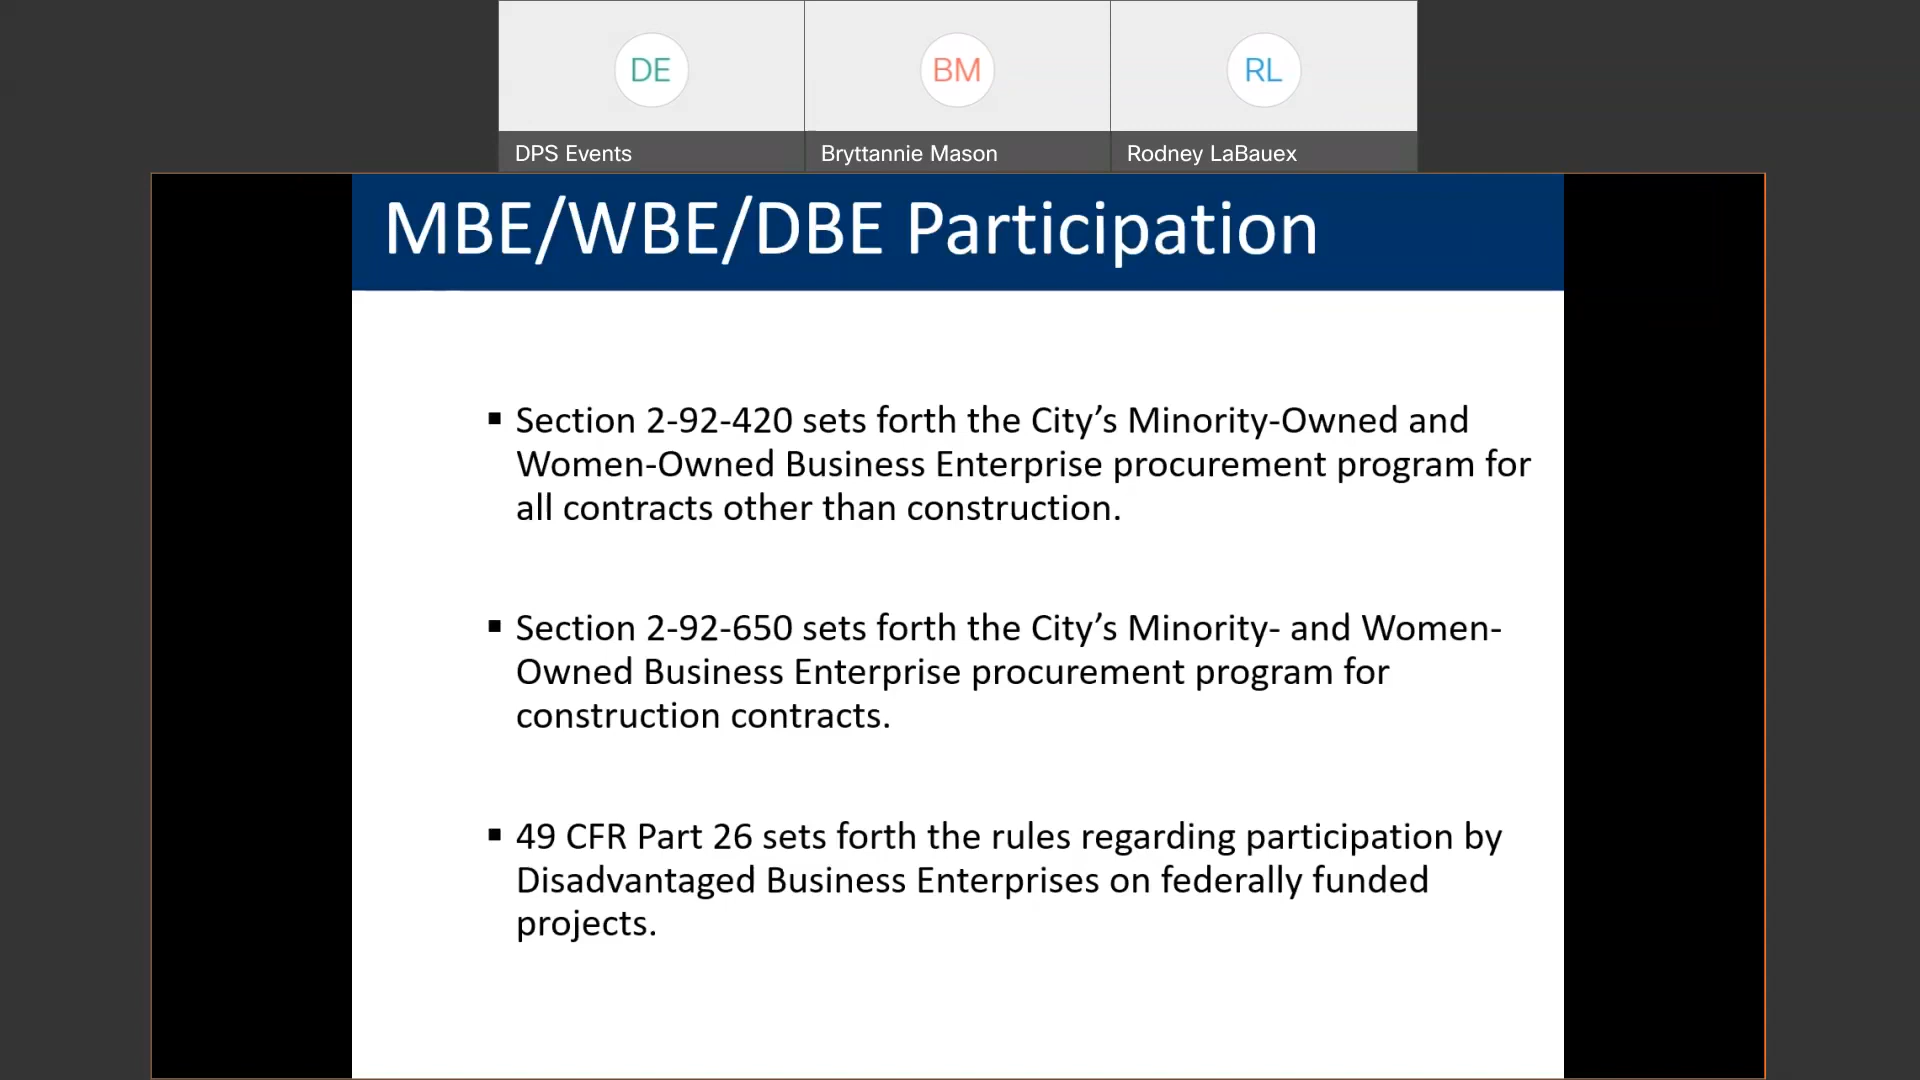 DE
BM
RL
DPS Events
Bryttannie Mason
Rodney LaBauex
MBE/WBE/DBE Participation
▪ Section 2-92-420 sets forth the City’s Minority-Owned and
Women-Owned Business Enterprise procurement program for
all contracts other than construction.
▪ Section 2-92-650 sets forth the City’s Minority- and Women-
Owned Business Enterprise procurement program for
construction contracts.
▪ 49 CFR Part 26 sets forth the rules regarding participation by
Disadvantaged Business Enterprises on federally funded
projects.